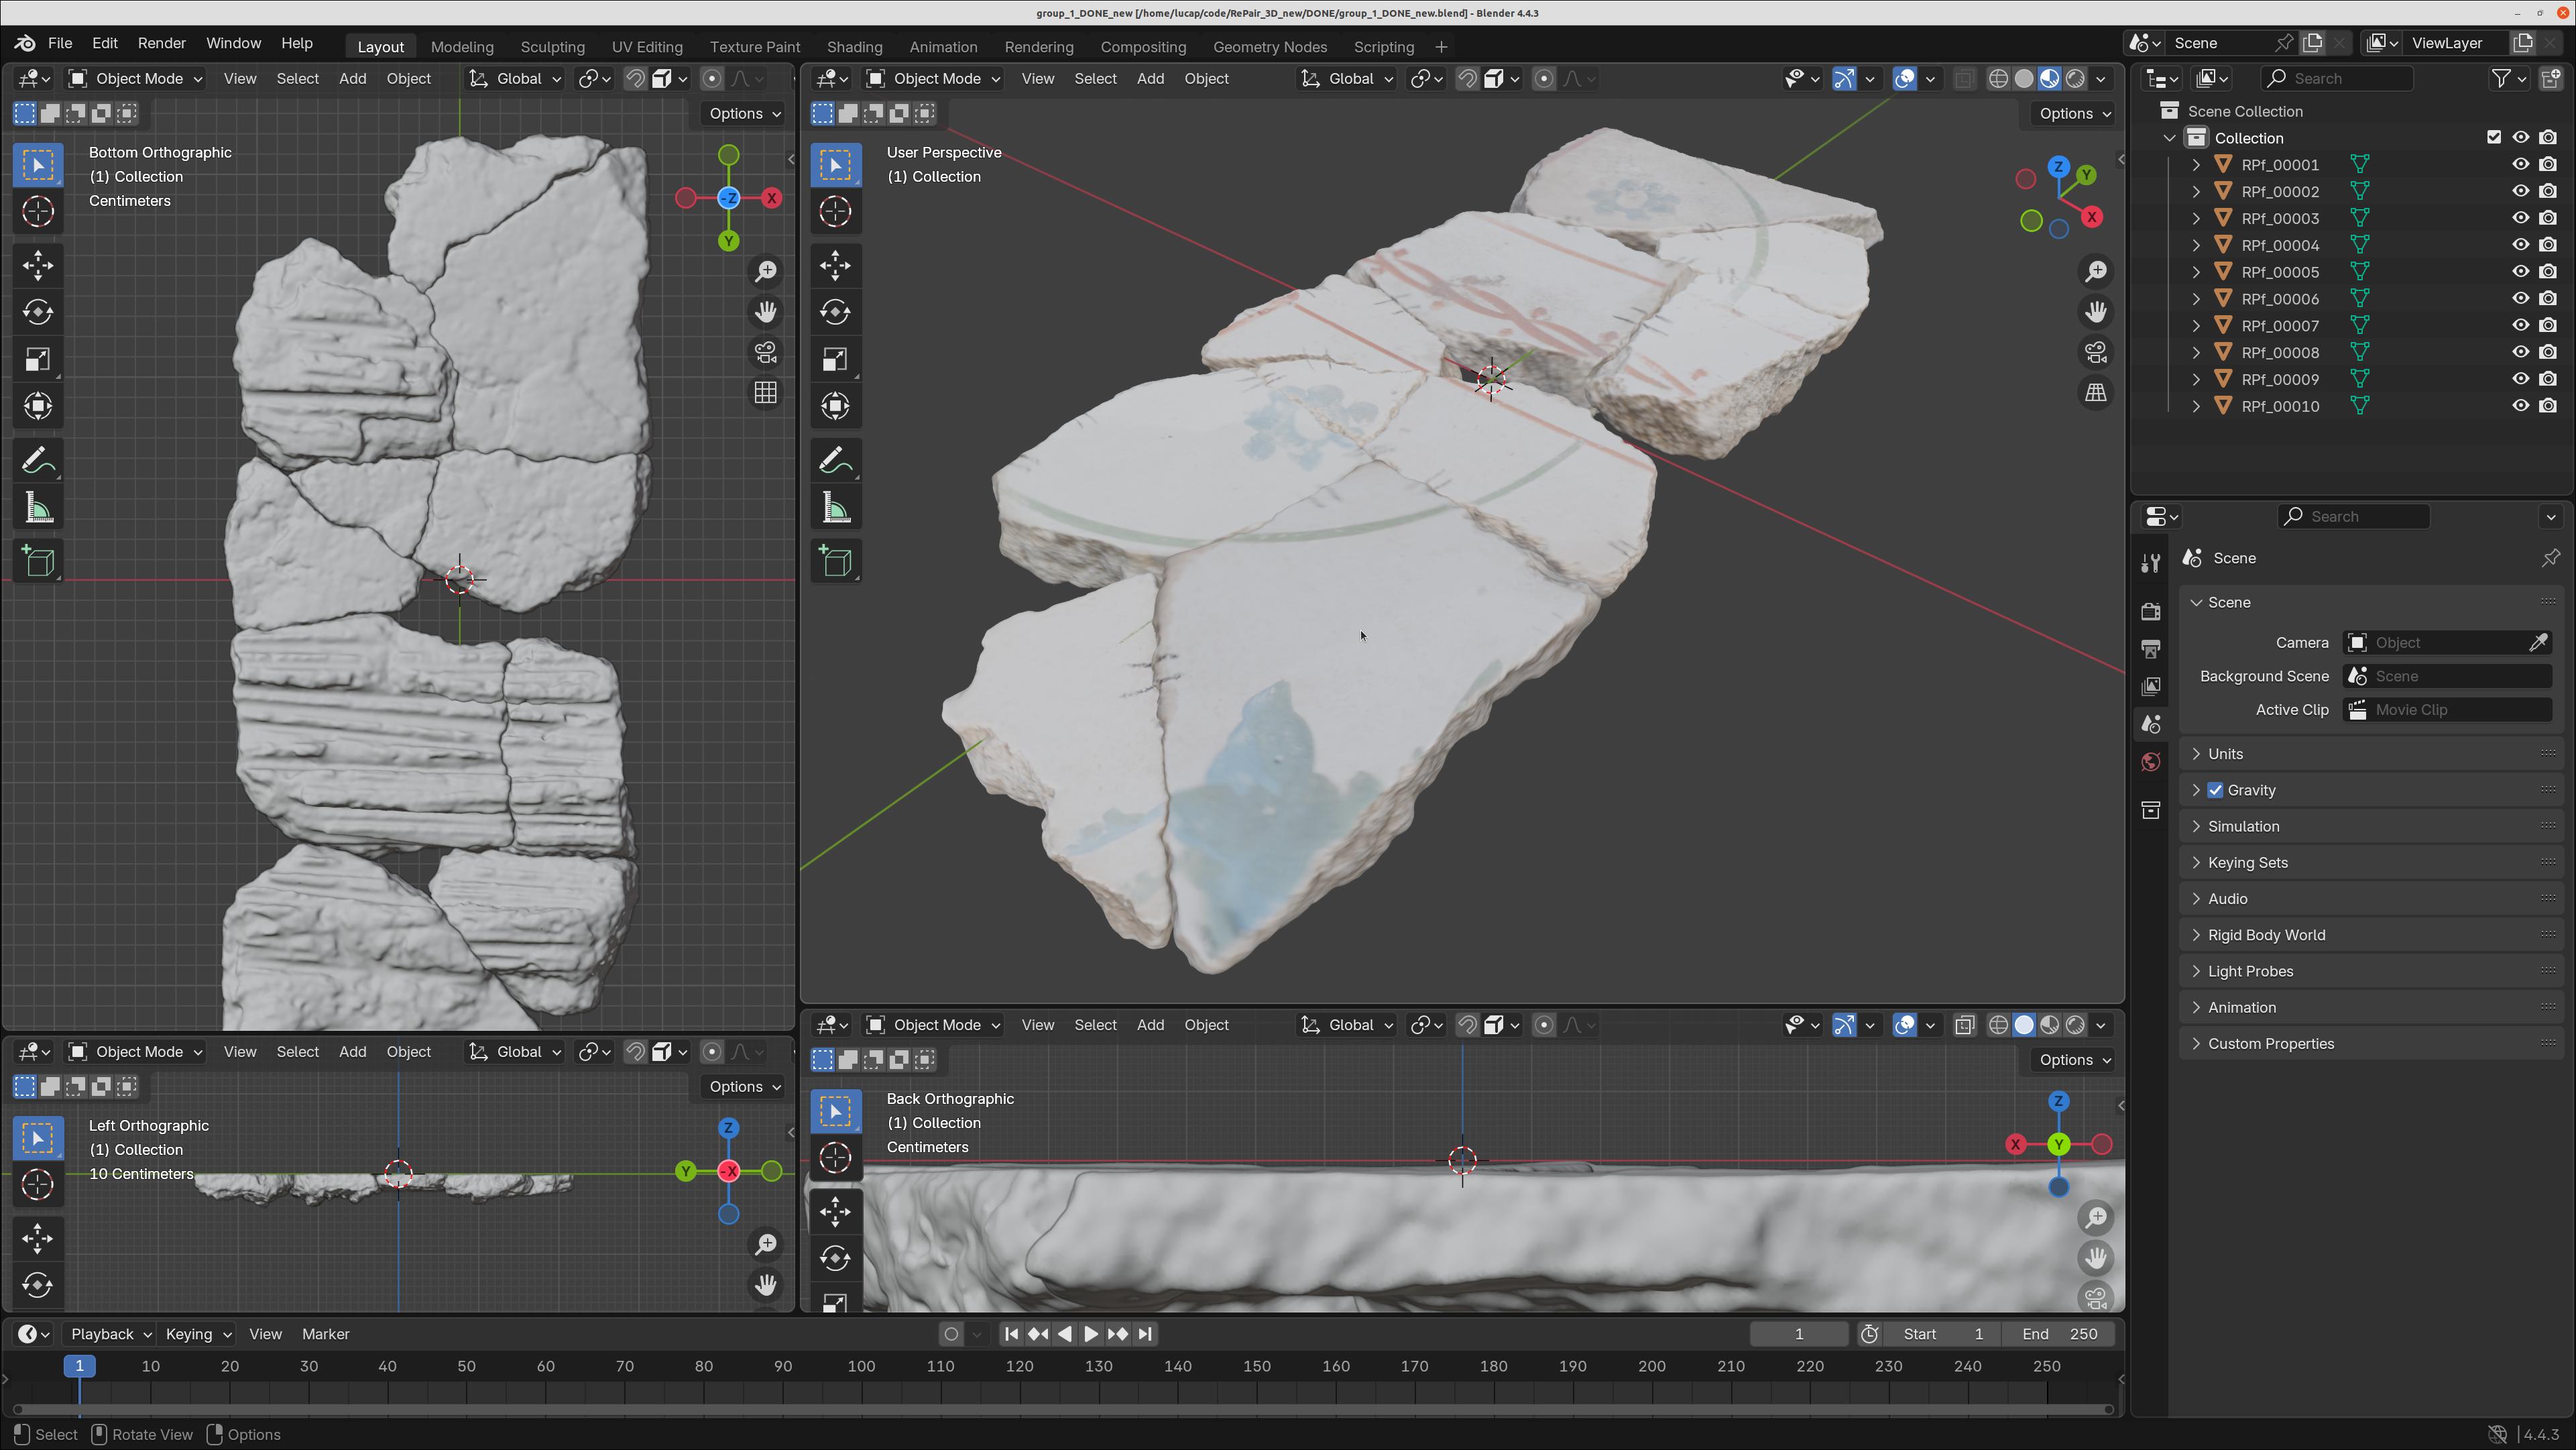 group_1_DONE_new [/home/lucap/code/RePair_3D_new/DONE/group_1_DONE_new.blend] - Blender 4.4.3
File Edit Render Window Help Layout Modeling Sculpting UV Editing Texture Paint Shading Animation Rendering Compositing Geometry Nodes Scripting + Scene ViewLayer
Object Mode View Select Add Object Global
Options
Bottom Orthographic
(1) Collection
Centimeters
-Z X Y
Object Mode View Select Add Object Global
Options
User Perspective
(1) Collection
Z Y X
Search
Scene Collection
Collection
RPf_00001
RPf_00002
RPf_00003
RPf_00004
RPf_00005
RPf_00006
RPf_00007
RPf_00008
RPf_00009
RPf_00010
Search
Scene
Scene
Camera Object
Background Scene Scene
Active Clip Movie Clip
Units
Gravity
Simulation
Keying Sets
Audio
Rigid Body World
Light Probes
Animation
Custom Properties
Object Mode View Select Add Object Global
Options
Left Orthographic
(1) Collection
10 Centimeters
Z Y -X
Object Mode View Select Add Object Global
Options
Back Orthographic
(1) Collection
Centimeters
Z X Y
Playback Keying View Marker 1 Start 1 End 250
1 10 20 30 40 50 60 70 80 90 100 110 120 130 140 150 160 170 180 190 200 210 220 230 240 250
Select Rotate View Options 4.4.3